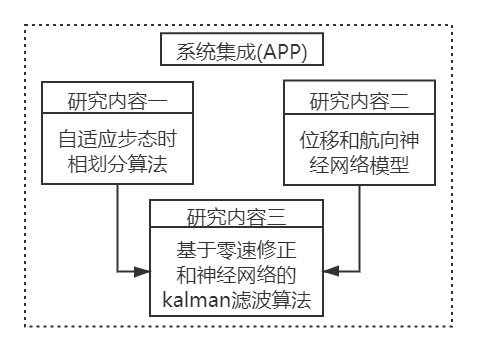 系统集成(APP)
研究内容一
自适应步态时
相划分算法
研究内容二
位移和航向神
经网络模型
研究内容三
基于零速修正
和神经网络的
kalman滤波算法